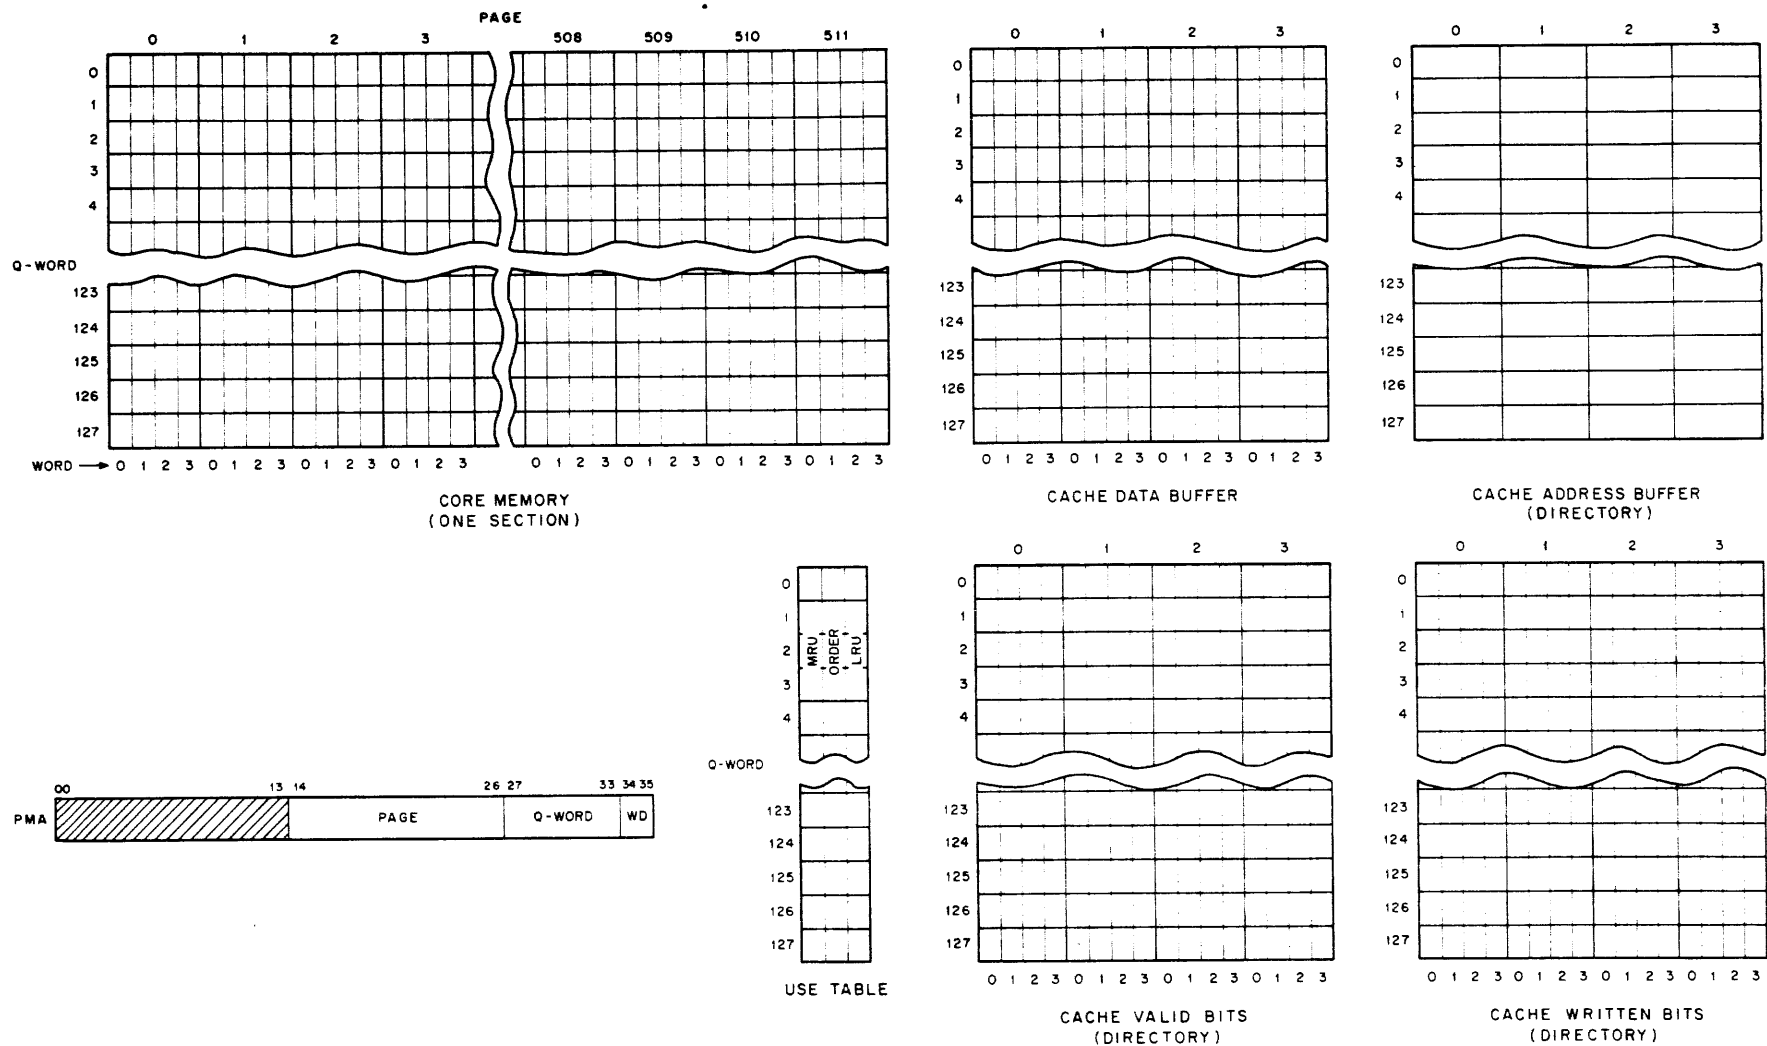 PAGE
0 1 2 3 508 509 510 511
0
1
2
3
4
Q-WORD
123
124
125
126
127
WORD → 0 1 2 3 0 1 2 3 0 1 2 3 0 1 2 3 0 1 2 3 0 1 2 3 0 1 2 3 0 1 2 3
CORE MEMORY
(ONE SECTION)
0 1 2 3
0
1
2
3
4
123
124
125
126
127
0 1 2 3 0 1 2 3 0 1 2 3 0 1 2 3
CACHE DATA BUFFER
0 1 2 3
0
1
2
3
4
123
124
125
126
127
CACHE ADDRESS BUFFER
(DIRECTORY)
PMA
00 13 14 26 27 33 34 35
PAGE Q-WORD WD
0
1
2
3
4
MRU
ORDER
LRU
Q-WORD
123
124
125
126
127
USE TABLE
0 1 2 3
0
1
2
3
4
123
124
125
126
127
0 1 2 3 0 1 2 3 0 1 2 3 0 1 2 3
CACHE VALID BITS
(DIRECTORY)
0 1 2 3
0
1
2
3
4
123
124
125
126
127
0 1 2 3 0 1 2 3 0 1 2 3 0 1 2 3
CACHE WRITTEN BITS
(DIRECTORY)